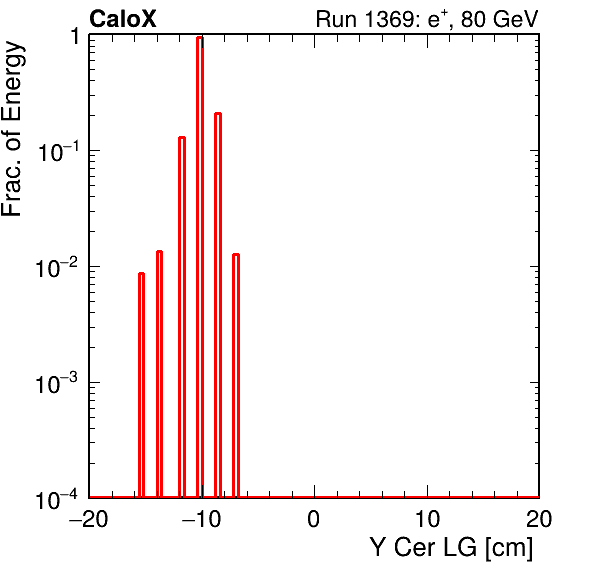 CaloX Run 1369: e⁺, 80 GeV
Frac. of Energy
1
10⁻¹
10⁻²
10⁻³
10⁻⁴
−20 −10 0 10 20
Y Cer LG [cm]